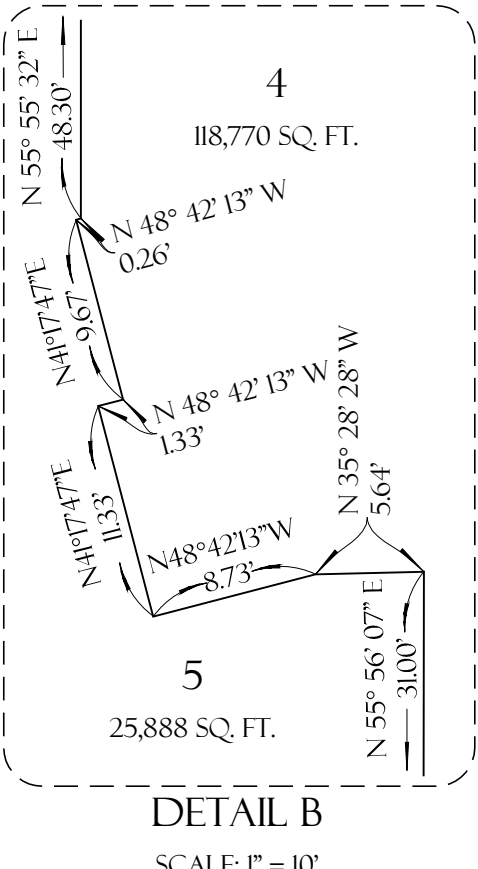 N 55° 55' 32" E
48.30'
4
118,770 SQ. FT.
N 48° 42' 13" W
0.26'
N41°17'47"E
9.67'
N 48° 42' 13" W
1.33'
N 35° 28' 28" W
5.64'
N41°17'47"E
11.33'
N48°42'13"W
8.73'
N 55° 56' 07" E
31.00'
5
25,888 SQ. FT.
DETAIL B
SCALE: 1" = 10'